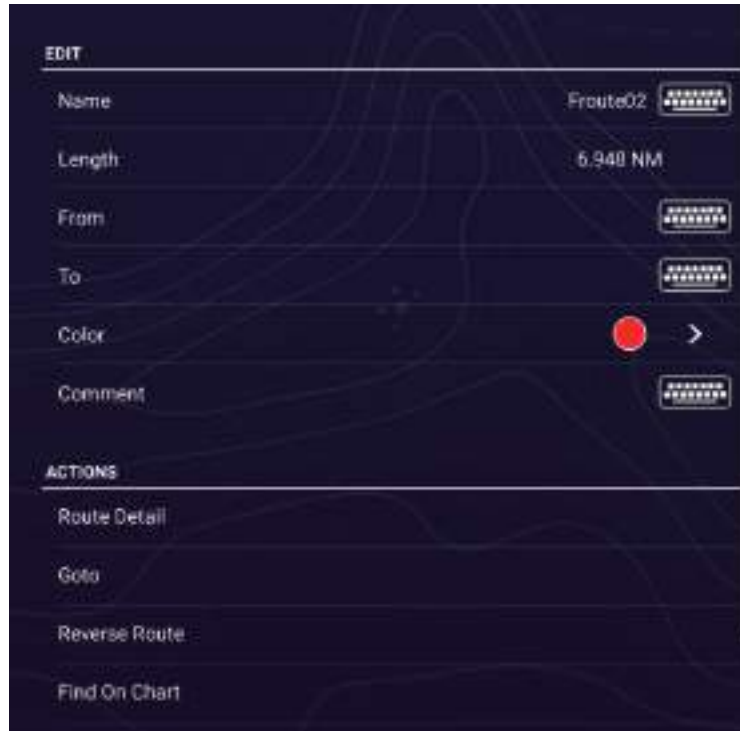 EDIT
Name Froute02
Length 6.948 NM
From
To
Color
Comment
ACTIONS
Route Detail
Goto
Reverse Route
Find On Chart